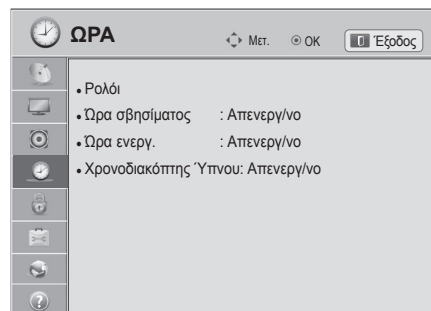 ΩΡΑ Μετ. OK Έξοδος
• Ρολόι
• Ώρα σβησίματος : Απενεργ/νο
• Ώρα ενεργ. : Απενεργ/νο
• Χρονοδιακόπτης Ύπνου: Απενεργ/νο